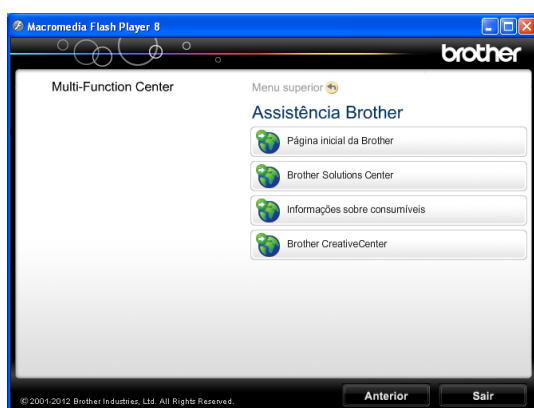 Macromedia Flash Player 8
brother
Multi-Function Center
Menu superior
Assistência Brother
Página inicial da Brother
Brother Solutions Center
Informações sobre consumíveis
Brother CreativeCenter
© 2001-2012 Brother Industries, Ltd. All Rights Reserved.
Anterior
Sair